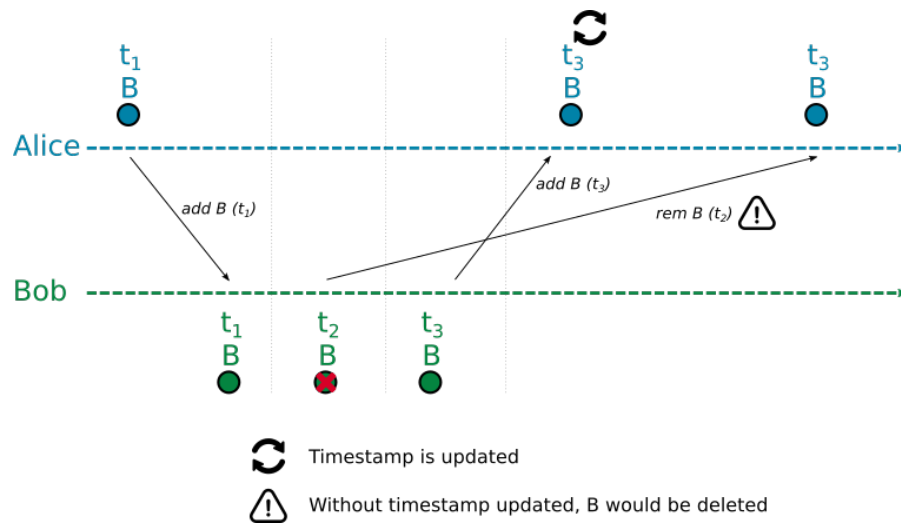 t₁
B
t₃
B
t₃
B
Alice
add B (t₁)
add B (t₃)
rem B (t₂)
Bob
t₁
B
t₂
B
t₃
B
Timestamp is updated
Without timestamp updated, B would be deleted